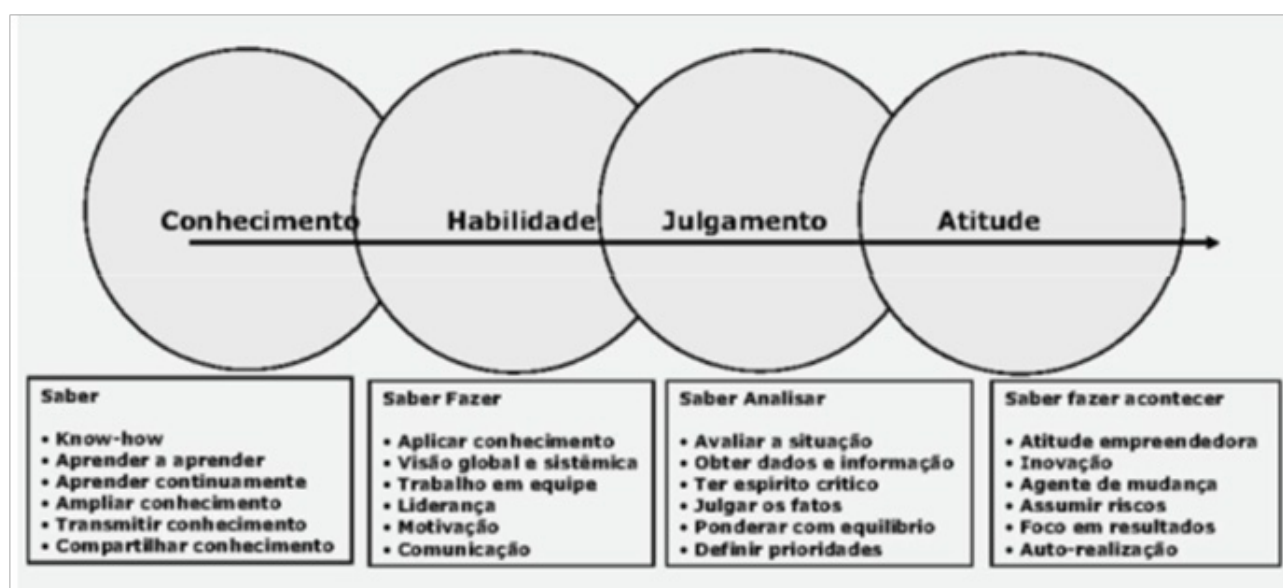 Conhecimento
Habilidade
Julgamento
Atitude
Saber
• Know-how
• Aprender a aprender
• Aprender continuamente
• Ampliar conhecimento
• Transmitir conhecimento
• Compartilhar conhecimento
Saber Fazer
• Aplicar conhecimento
• Visão global e sistêmica
• Trabalho em equipe
• Liderança
• Motivação
• Comunicação
Saber Analisar
• Avaliar a situação
• Obter dados e informação
• Ter espirito critico
• Julgar os fatos
• Ponderar com equilibrio
• Definir prioridades
Saber fazer acontecer
• Atitude empreendedora
• Inovação
• Agente de mudança
• Assumir riscos
• Foco em resultados
• Auto-realização